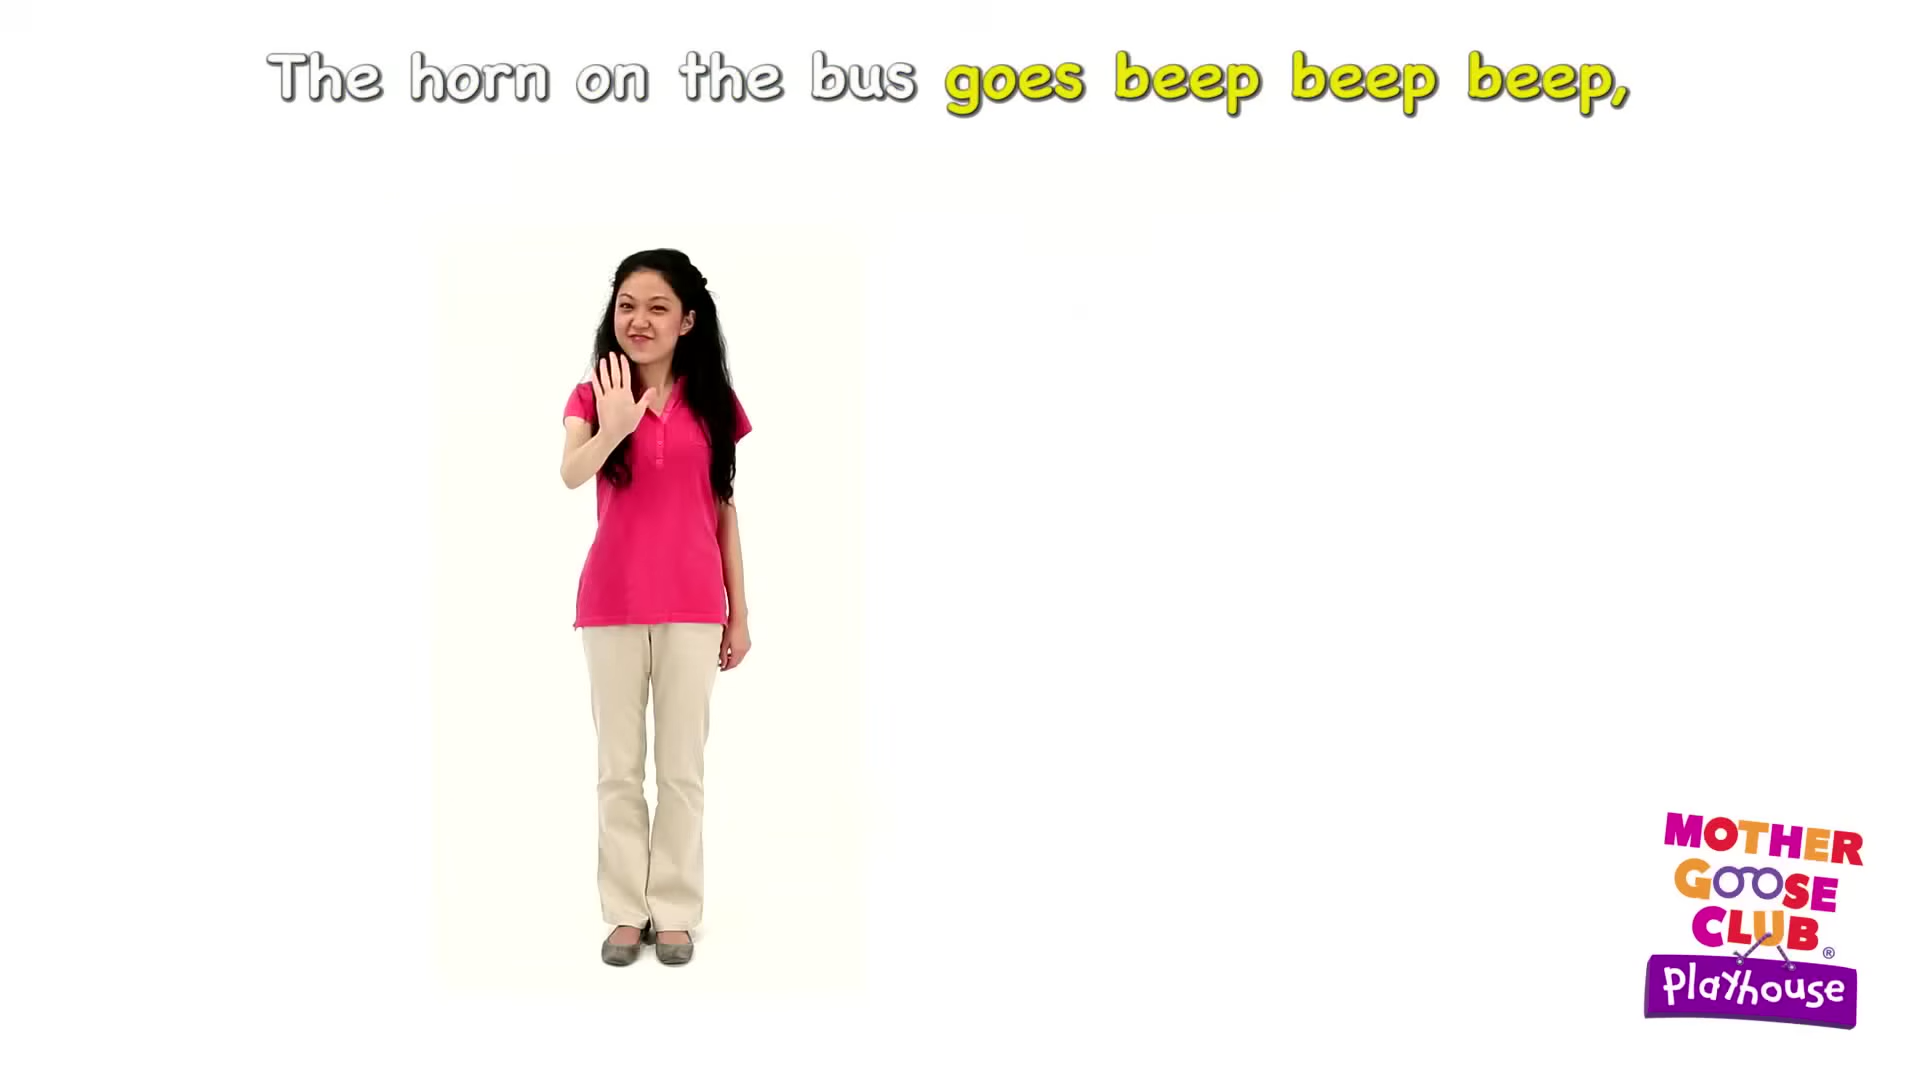 The horn on the bus goes beep beep beep,
MOTHER
GOOSE
CLUB®
Playhouse